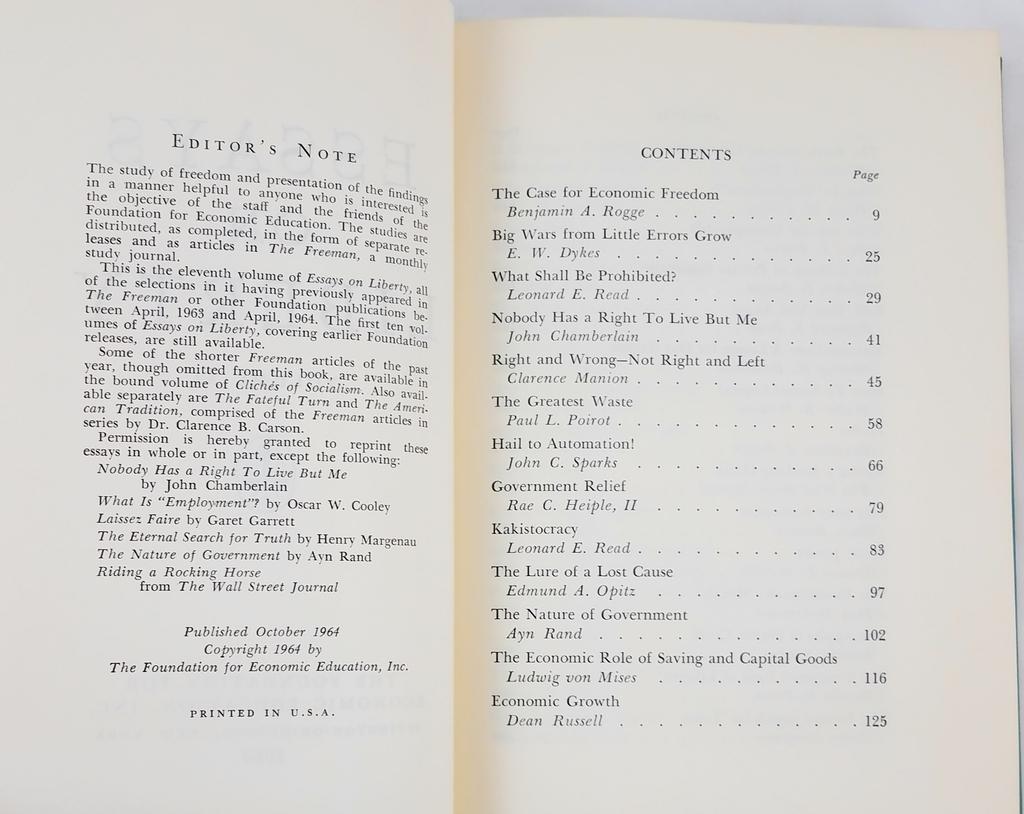 EDITOR'S NOTE
The study of freedom and presentation of the findings
in a manner helpful to anyone who is interested is
the objective of the staff and the friends of the
Foundation for Economic Education. The studies are
distributed, as completed, in the form of separate re-
leases and as articles in The Freeman, a monthly
study journal.
This is the eleventh volume of Essays on Liberty, all
of the selections in it having previously appeared in
The Freeman or other Foundation publications be-
tween April, 1963 and April, 1964. The first ten vol-
umes of Essays on Liberty, covering earlier Foundation
releases, are still available.
Some of the shorter Freeman articles of the past
year, though omitted from this book, are available in
the bound volume of Clichés of Socialism. Also avail-
able separately are The Fateful Turn and The Ameri-
can Tradition, comprised of the Freeman articles in
series by Dr. Clarence B. Carson.
Permission is hereby granted to reprint these
essays in whole or in part, except the following:
Nobody Has a Right To Live But Me
by John Chamberlain
What Is "Employment"? by Oscar W. Cooley
Laissez Faire by Garet Garrett
The Eternal Search for Truth by Henry Margenau
The Nature of Government by Ayn Rand
Riding a Rocking Horse
from The Wall Street Journal
Published October 1964
Copyright 1964 by
The Foundation for Economic Education, Inc.
PRINTED IN U.S.A.
CONTENTS
Page
The Case for Economic Freedom
Benjamin A. Rogge . . . . . . . . . . . 9
Big Wars from Little Errors Grow
E. W. Dykes . . . . . . . . . . . . . 25
What Shall Be Prohibited?
Leonard E. Read . . . . . . . . . . . . 29
Nobody Has a Right To Live But Me
John Chamberlain . . . . . . . . . . . 41
Right and Wrong—Not Right and Left
Clarence Manion . . . . . . . . . . . . 45
The Greatest Waste
Paul L. Poirot . . . . . . . . . . . . . 58
Hail to Automation!
John C. Sparks . . . . . . . . . . . . 66
Government Relief
Rae C. Heiple, II . . . . . . . . . . . 79
Kakistocracy
Leonard E. Read . . . . . . . . . . . . 83
The Lure of a Lost Cause
Edmund A. Opitz . . . . . . . . . . . 97
The Nature of Government
Ayn Rand . . . . . . . . . . . . . . 102
The Economic Role of Saving and Capital Goods
Ludwig von Mises . . . . . . . . . . . 116
Economic Growth
Dean Russell . . . . . . . . . . . . . 125